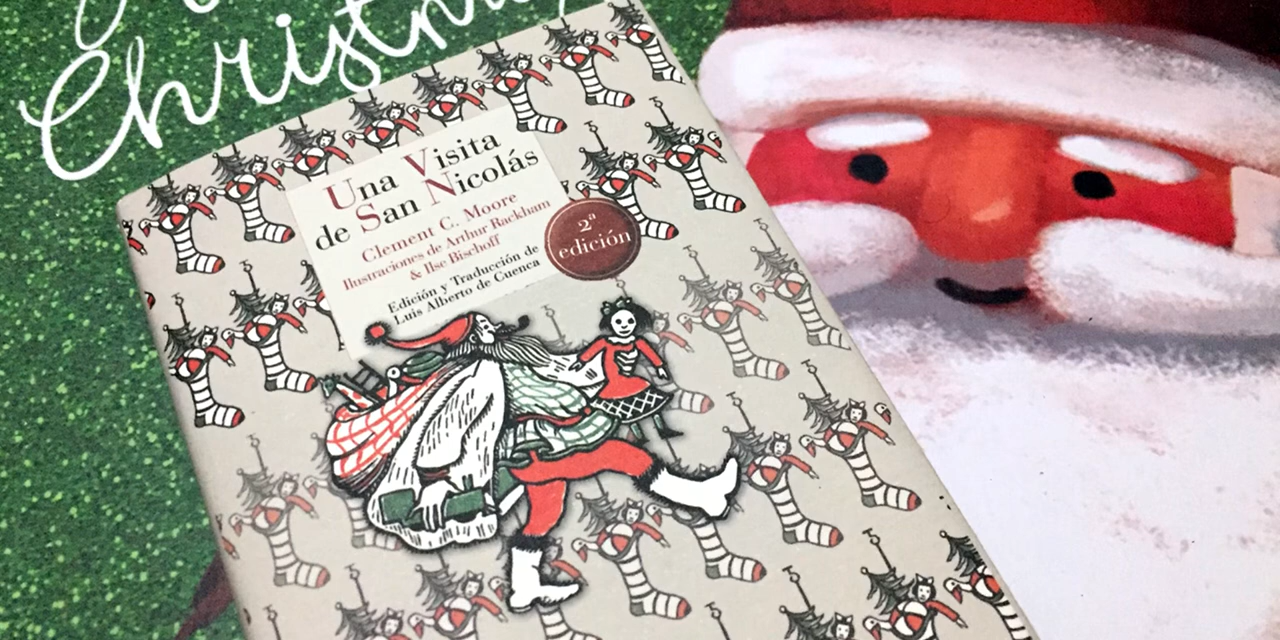 Christmas
Una Visita
de San Nicolás
Clement C. Moore
Ilustraciones de Arthur Rackham
& Ilse Bischoff
Edición y Traducción de
Luis Alberto de Cuenca
2ª
edición